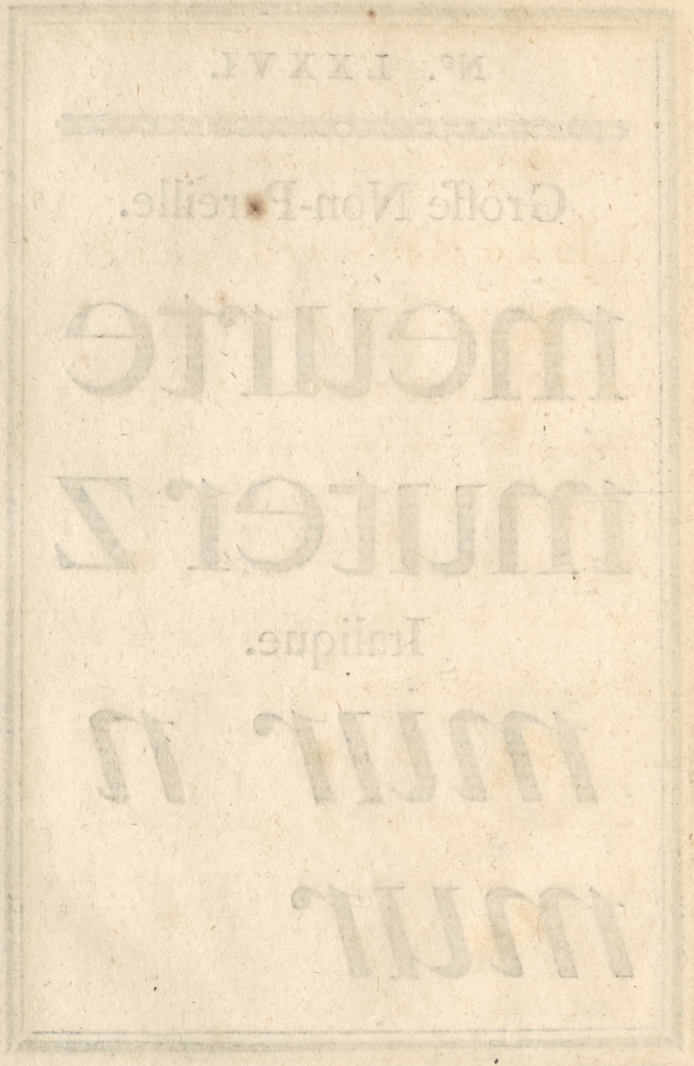 Nº. LXXVI.
Groſſe Non-Pareille.
meurte
muterz
Italique.
mur n
mur